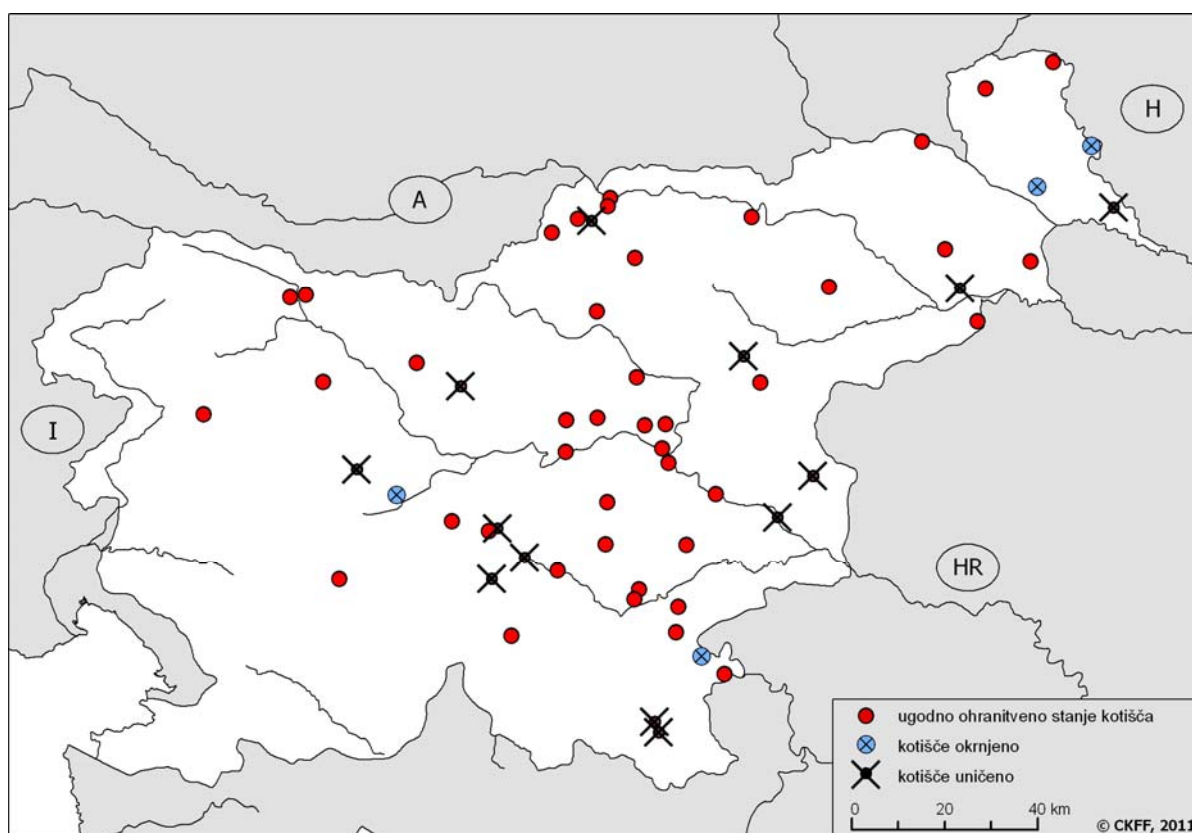 H
A
I
HR
ugodno ohranitveno stanje kotišča
kotišče okrnjeno
kotišče uničeno
0 20 40 km
© CKFF, 2011